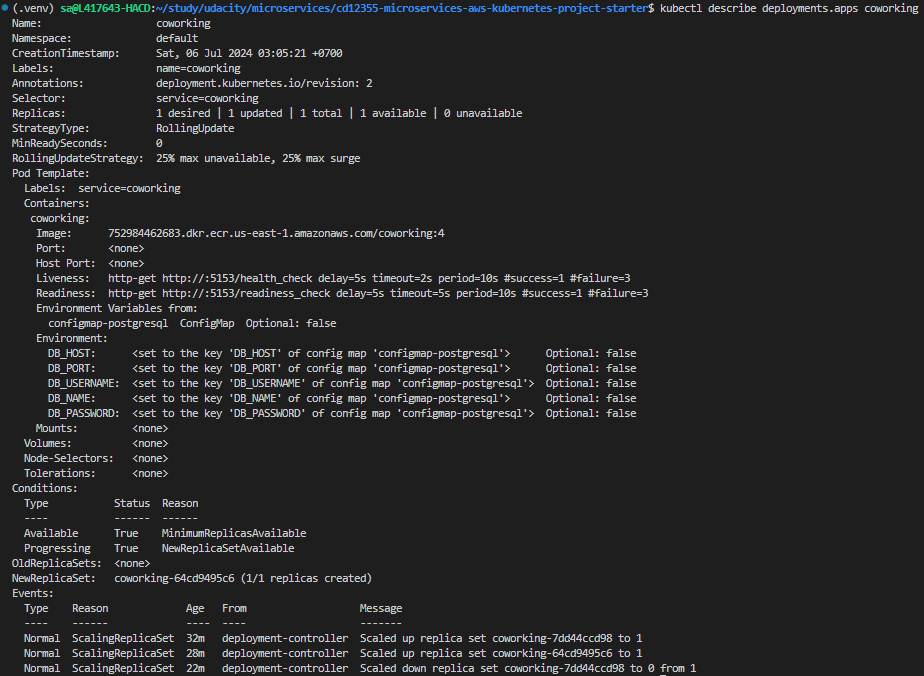 (.venv) sa@L417643-HACD:~/study/udacity/microservices/cd12355-microservices-aws-kubernetes-project-starter$ kubectl describe deployments.apps coworking
Name:                   coworking
Namespace:              default
CreationTimestamp:      Sat, 06 Jul 2024 03:05:21 +0700
Labels:                 name=coworking
Annotations:            deployment.kubernetes.io/revision: 2
Selector:               service=coworking
Replicas:               1 desired | 1 updated | 1 total | 1 available | 0 unavailable
StrategyType:           RollingUpdate
MinReadySeconds:        0
RollingUpdateStrategy:  25% max unavailable, 25% max surge
Pod Template:
  Labels:  service=coworking
  Containers:
   coworking:
    Image:      752984462683.dkr.ecr.us-east-1.amazonaws.com/coworking:4
    Port:       <none>
    Host Port:  <none>
    Liveness:   http-get http://:5153/health_check delay=5s timeout=2s period=10s #success=1 #failure=3
    Readiness:  http-get http://:5153/readiness_check delay=5s timeout=5s period=10s #success=1 #failure=3
    Environment Variables from:
      configmap-postgresql  ConfigMap  Optional: false
    Environment:
      DB_HOST:      <set to the key 'DB_HOST' of config map 'configmap-postgresql'>      Optional: false
      DB_PORT:      <set to the key 'DB_PORT' of config map 'configmap-postgresql'>      Optional: false
      DB_USERNAME:  <set to the key 'DB_USERNAME' of config map 'configmap-postgresql'>  Optional: false
      DB_NAME:      <set to the key 'DB_NAME' of config map 'configmap-postgresql'>      Optional: false
      DB_PASSWORD:  <set to the key 'DB_PASSWORD' of config map 'configmap-postgresql'>  Optional: false
    Mounts:         <none>
  Volumes:          <none>
  Node-Selectors:   <none>
  Tolerations:      <none>
Conditions:
  Type           Status  Reason
  ----           ------  ------
  Available      True    MinimumReplicasAvailable
  Progressing    True    NewReplicaSetAvailable
OldReplicaSets:  <none>
NewReplicaSet:   coworking-64cd9495c6 (1/1 replicas created)
Events:
  Type    Reason             Age   From                   Message
  ----    ------             ----  ----                   -------
  Normal  ScalingReplicaSet  32m   deployment-controller  Scaled up replica set coworking-7dd44ccd98 to 1
  Normal  ScalingReplicaSet  28m   deployment-controller  Scaled up replica set coworking-64cd9495c6 to 1
  Normal  ScalingReplicaSet  22m   deployment-controller  Scaled down replica set coworking-7dd44ccd98 to 0 from 1